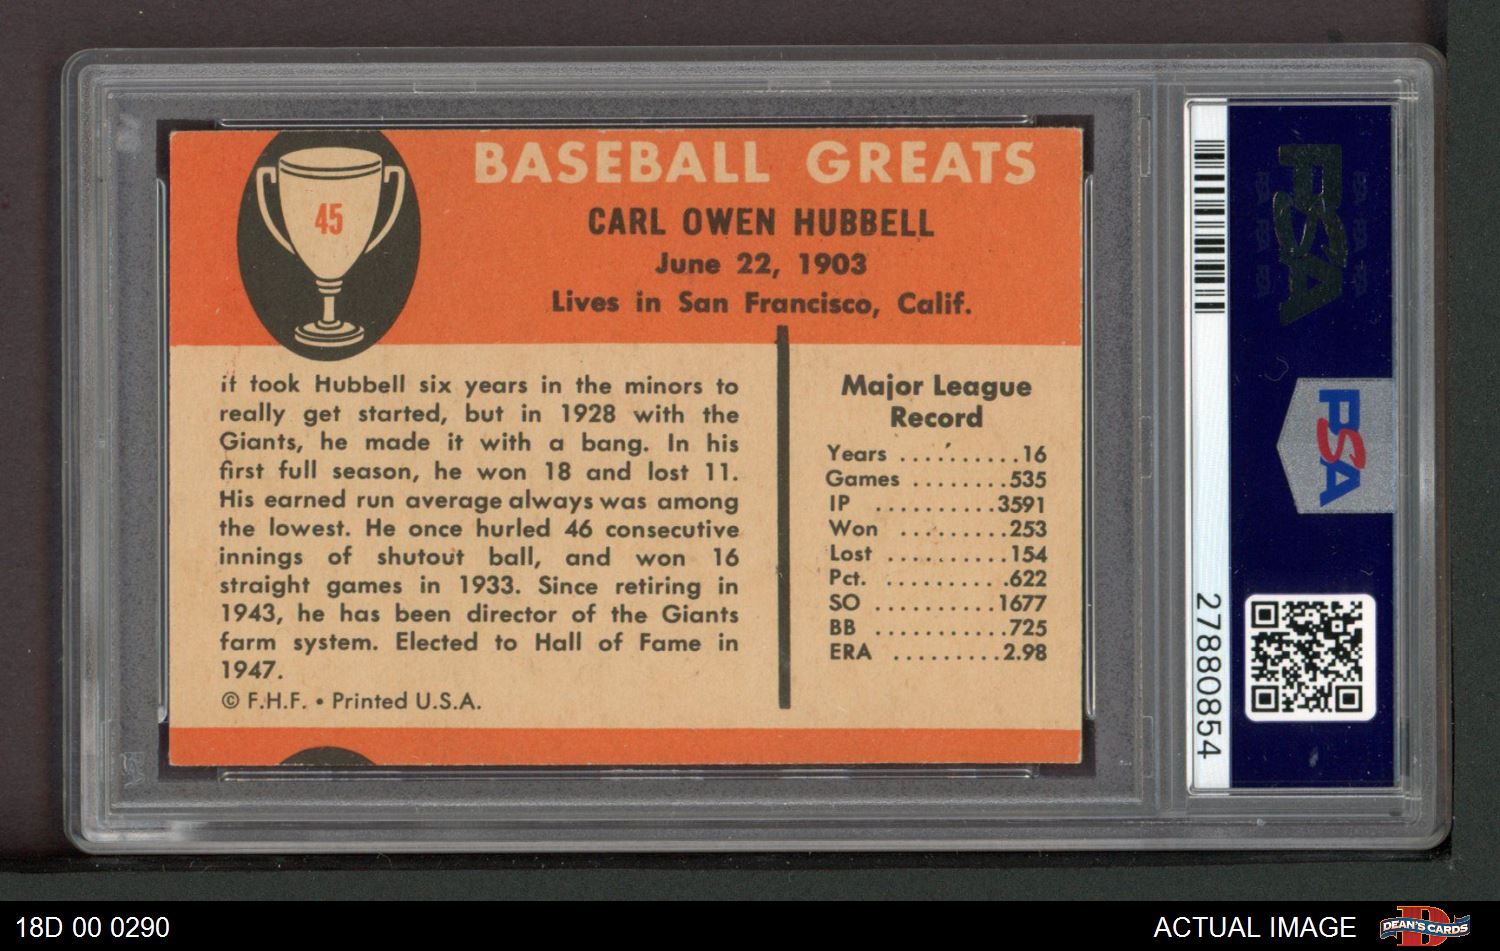 BASEBALL GREATS
45
CARL OWEN HUBBELL
June 22, 1903
Lives in San Francisco, Calif.
it took Hubbell six years in the minors to
really get started, but in 1928 with the
Giants, he made it with a bang. In his
first full season, he won 18 and lost 11.
His earned run average always was among
the lowest. He once hurled 46 consecutive
innings of shutout ball, and won 16
straight games in 1933. Since retiring in
1943, he has been director of the Giants
farm system. Elected to Hall of Fame in
1947.
© F.H.F. • Printed U.S.A.
Major League
Record
Years ..........16
Games ........535
IP ..........3591
Won .........253
Lost ..........154
Pct. ..........622
SO ..........1677
BB ...........725
ERA .........2.98
PSA
PSA
27880854
18D 00 0290
ACTUAL IMAGE
D
DEAN'S CARDS